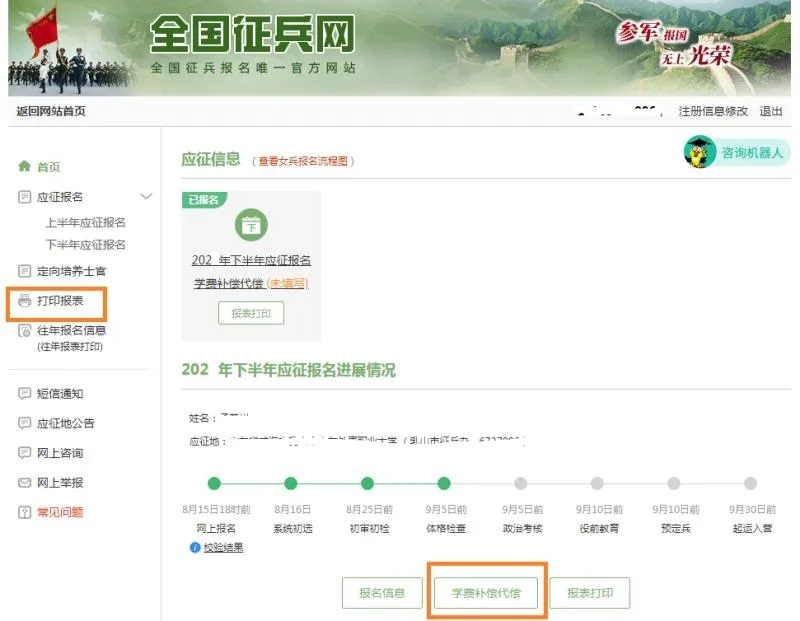 全国征兵网
全国征兵报名唯一官方网站
参军报国
无上光荣
返回网站首页
注册信息修改 退出
首页
应征报名
上半年应征报名
下半年应征报名
定向培养士官
打印报表
往年报名信息
(往年报表打印)
短信通知
应征地公告
网上咨询
网上举报
常见问题
应征信息 (查看女兵报名流程图)
咨询机器人
已报名
下
202 年下半年应征报名
学费补偿代偿 (未填写)
报表打印
202 年下半年应征报名进展情况
姓名:
应征地:
8月15日18时前 8月16日 8月25日前 9月5日前 9月5日前 9月10日前 9月10日前 9月30日前
网上报名 系统初选 初审初检 体格检查 政治考核 役前教育 预定兵 起运入营
校验结果
报名信息 学费补偿代偿 报表打印